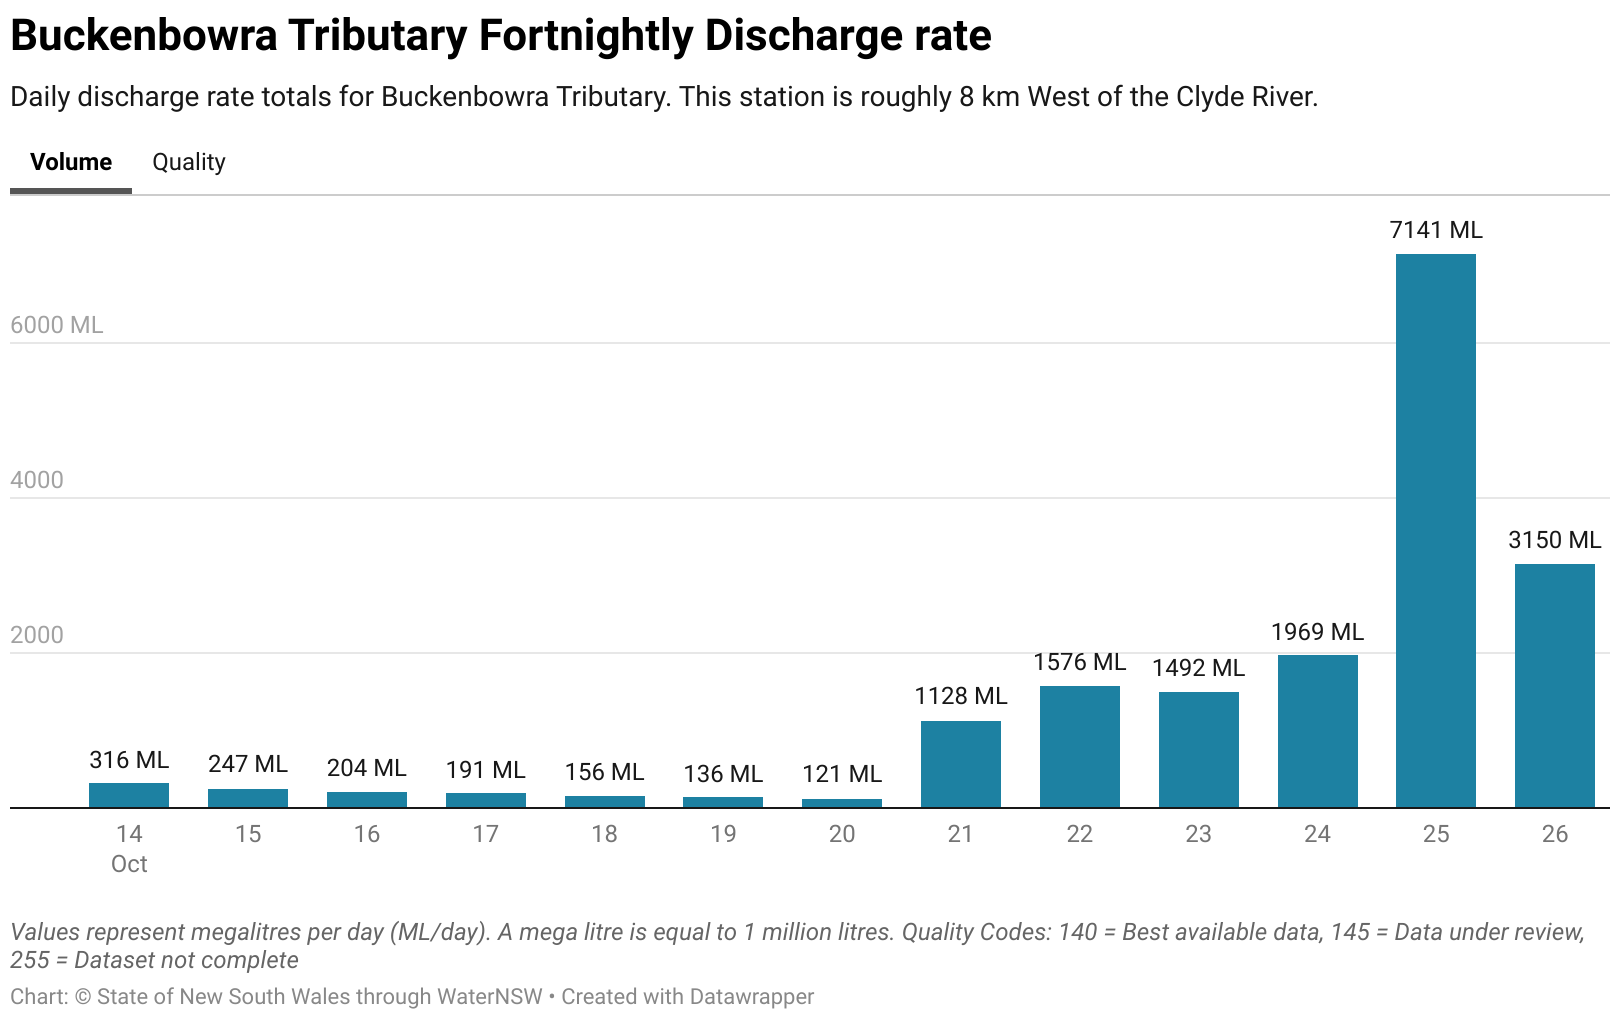 Buckenbowra Tributary Fortnightly Discharge rate
Daily discharge rate totals for Buckenbowra Tributary. This station is roughly 8 km West of the Clyde River.
Volume Quality
7141 ML
6000 ML
4000
3150 ML
2000
1969 ML
1576 ML
1492 ML
1128 ML
316 ML 247 ML 204 ML 191 ML 156 ML 136 ML 121 ML
14 15 16 17 18 19 20 21 22 23 24 25 26
Oct
Values represent megalitres per day (ML/day). A mega litre is equal to 1 million litres. Quality Codes: 140 = Best available data, 145 = Data under review,
255 = Dataset not complete
Chart: © State of New South Wales through WaterNSW • Created with Datawrapper